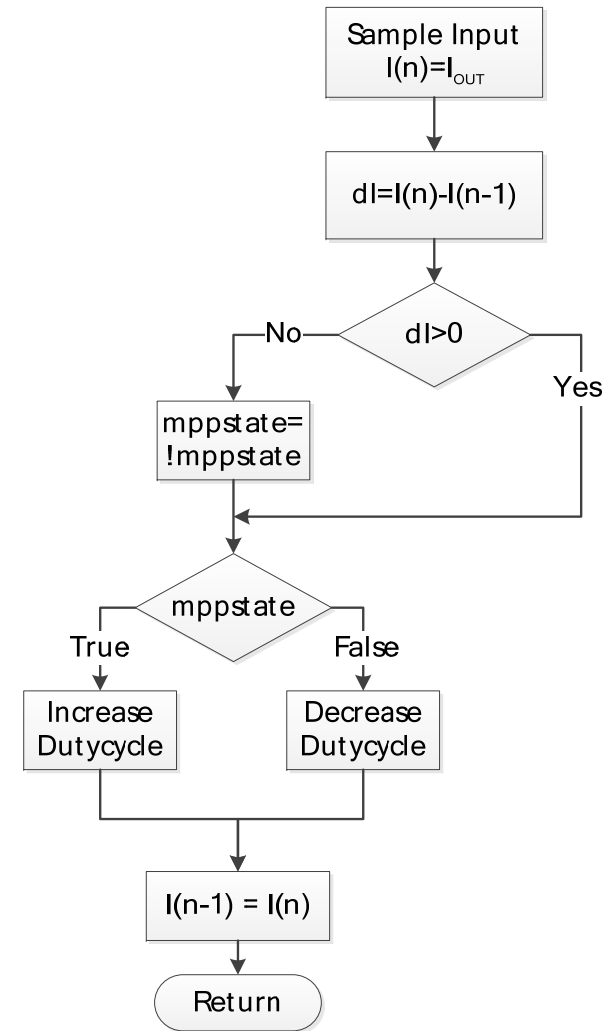 Sample Input
I(n)=I_OUT
dI=I(n)-I(n-1)
dI>0
No
Yes
mppstate=
!mppstate
mppstate
True
False
Increase
Dutycycle
Decrease
Dutycycle
I(n-1) = I(n)
Return